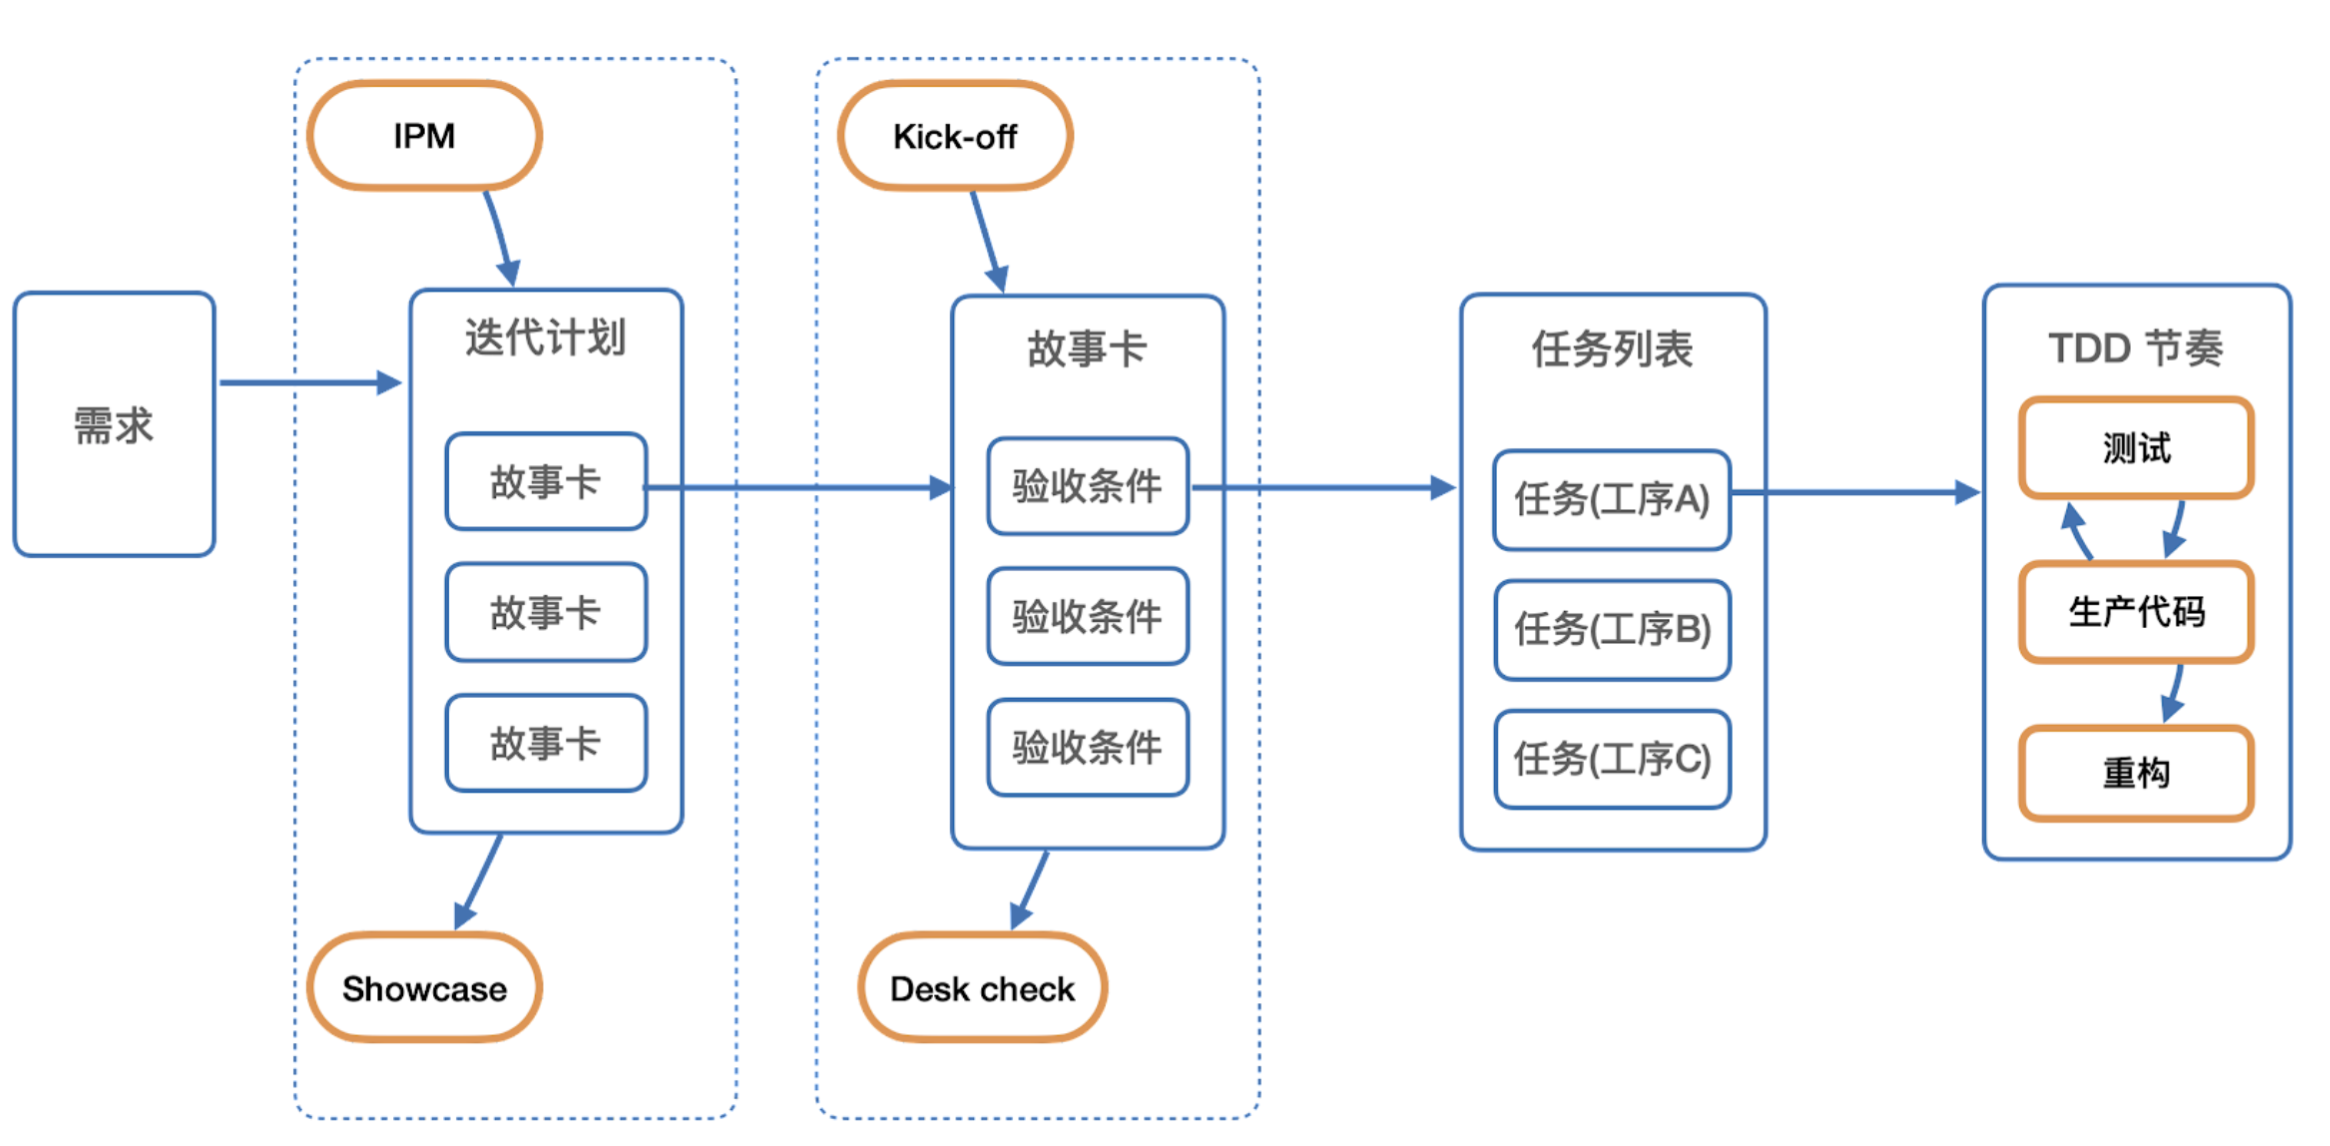 需求
IPM
迭代计划
故事卡
故事卡
故事卡
Showcase
Kick-off
故事卡
验收条件
验收条件
验收条件
Desk check
任务列表
任务(工序A)
任务(工序B)
任务(工序C)
TDD 节奏
测试
生产代码
重构